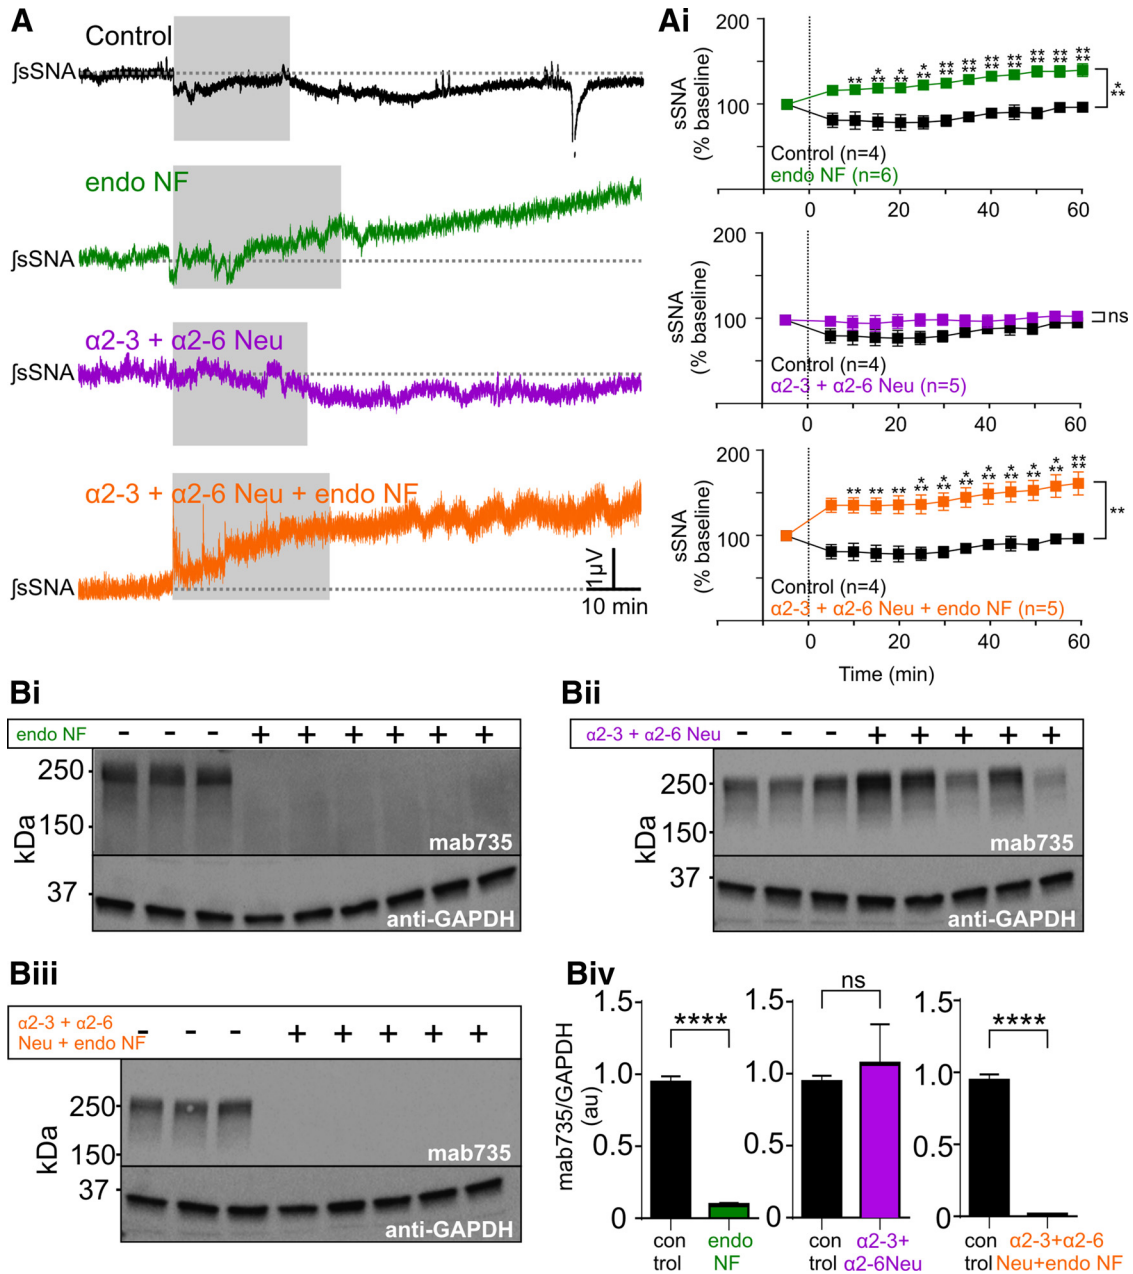 A
Control
∫sSNA
endo NF
∫sSNA
α2-3 + α2-6 Neu
∫sSNA
α2-3 + α2-6 Neu + endo NF
∫sSNA
1μV
10 min
Ai
200
100
sSNA
(% baseline)
** * * * ** ** ** ** ** ** **
** ** ** ** ** ** ** ** ** **
*
**
Control (n=4)
endo NF (n=6)
0 20 40 60
200
100
sSNA
(% baseline)
ns
Control (n=4)
α2-3 + α2-6 Neu (n=5)
0 20 40 60
200
100
sSNA
(% baseline)
** ** ** * * * * * * * **
** ** ** ** ** ** ** **
**
Control (n=4)
α2-3 + α2-6 Neu + endo NF (n=5)
0 20 40 60
Time (min)
Bi
endo NF - - - + + + + + +
250
150
kDa
mab735
37
anti-GAPDH
Bii
α2-3 + α2-6 Neu - - - + + + + +
250
150
kDa
mab735
37
anti-GAPDH
Biii
α2-3 + α2-6
Neu + endo NF
- - - + + + + +
250
150
kDa
mab735
37
anti-GAPDH
Biv
mab735/GAPDH
(au)
1.5
1.0
0.5
0
****
con
trol
endo
NF
1.5
1.0
0.5
0
ns
con
trol
α2-3+
α2-6Neu
1.5
1.0
0.5
0
****
con
trol
α2-3+α2-6
Neu+endo NF